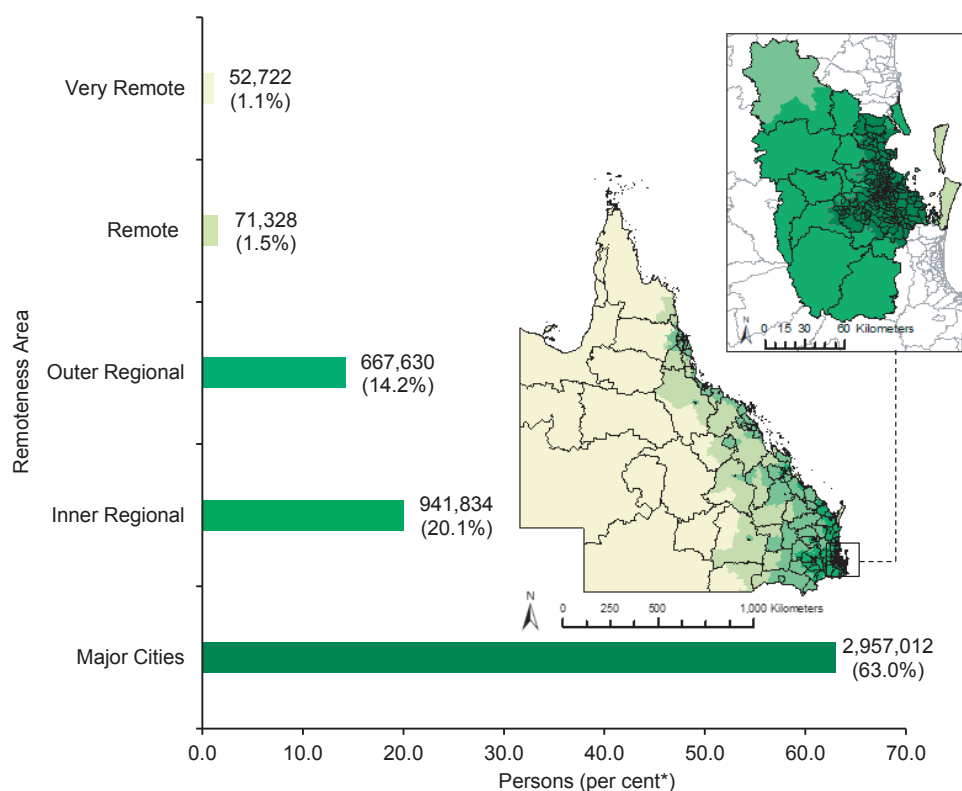 Remoteness Area
Very Remote
52,722
(1.1%)
Remote
71,328
(1.5%)
Outer Regional
667,630
(14.2%)
Inner Regional
941,834
(20.1%)
Major Cities
2,957,012
(63.0%)
0.0 10.0 20.0 30.0 40.0 50.0 60.0 70.0
Persons (per cent*)
N
0 15 30 60 Kilometers
N
0 250 500 1,000 Kilometers